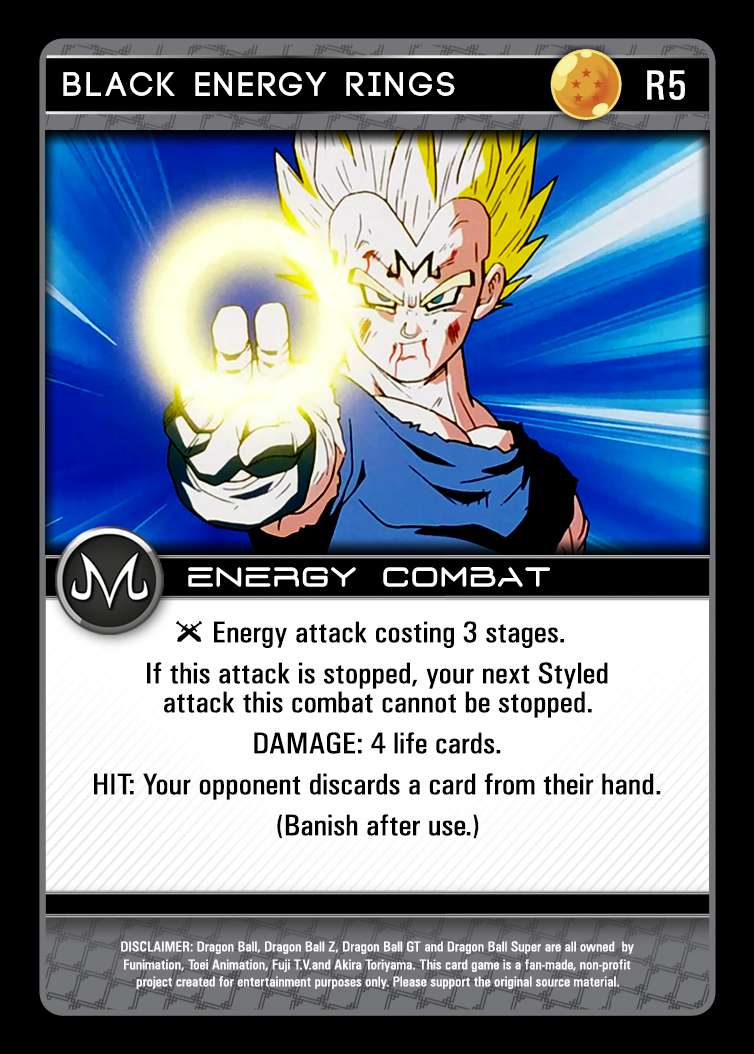 BLACK ENERGY RINGS
R5
M
M
ENERGY COMBAT
Energy attack costing 3 stages.
If this attack is stopped, your next Styled
attack this combat cannot be stopped.
DAMAGE: 4 life cards.
HIT: Your opponent discards a card from their hand.
(Banish after use.)
DISCLAIMER: Dragon Ball, Dragon Ball Z, Dragon Ball GT and Dragon Ball Super are all owned by
Funimation, Toei Animation, Fuji T.V.and Akira Toriyama. This card game is a fan-made, non-profit
project created for entertainment purposes only. Please support the original source material.